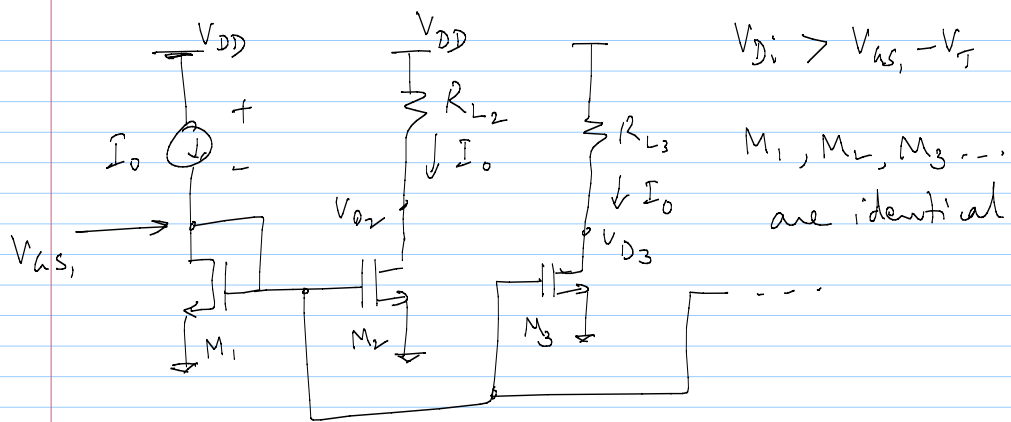 VDD
VDD
VDi > VGS1 - VT
+
I0
-
RL2
I0
RL3
I0
M1, M2, M3 ...
are identical
VGS1
VD2
VD3
M1
M2
M3
- - - .